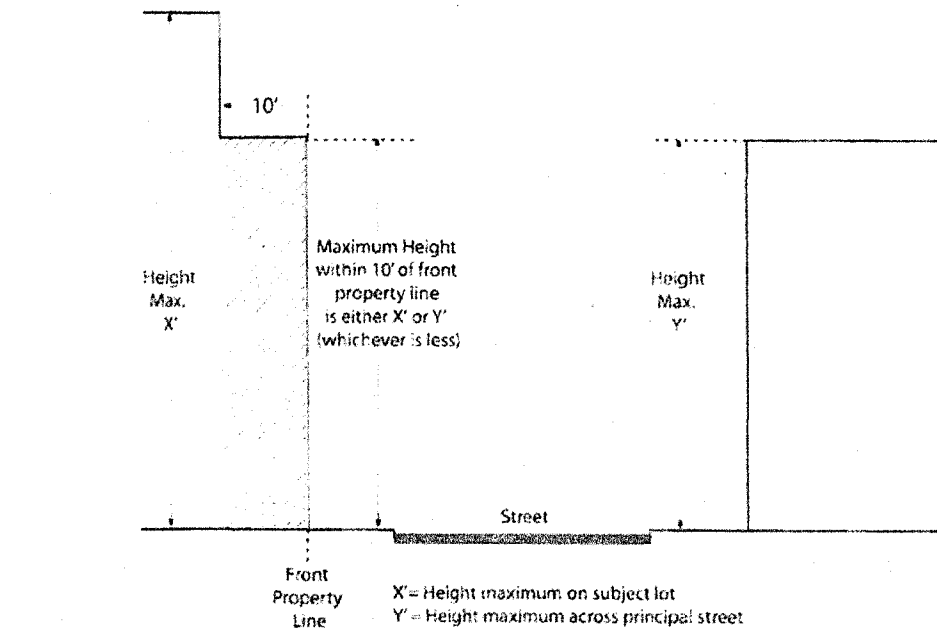 10'
Maximum Height
within 10' of front
property line
is either X' or Y'
(whichever is less)
Height
Max.
X'
Height
Max.
Y'
Street
Front
Property
Line
X' = Height maximum on subject lot
Y' = Height maximum across principal street